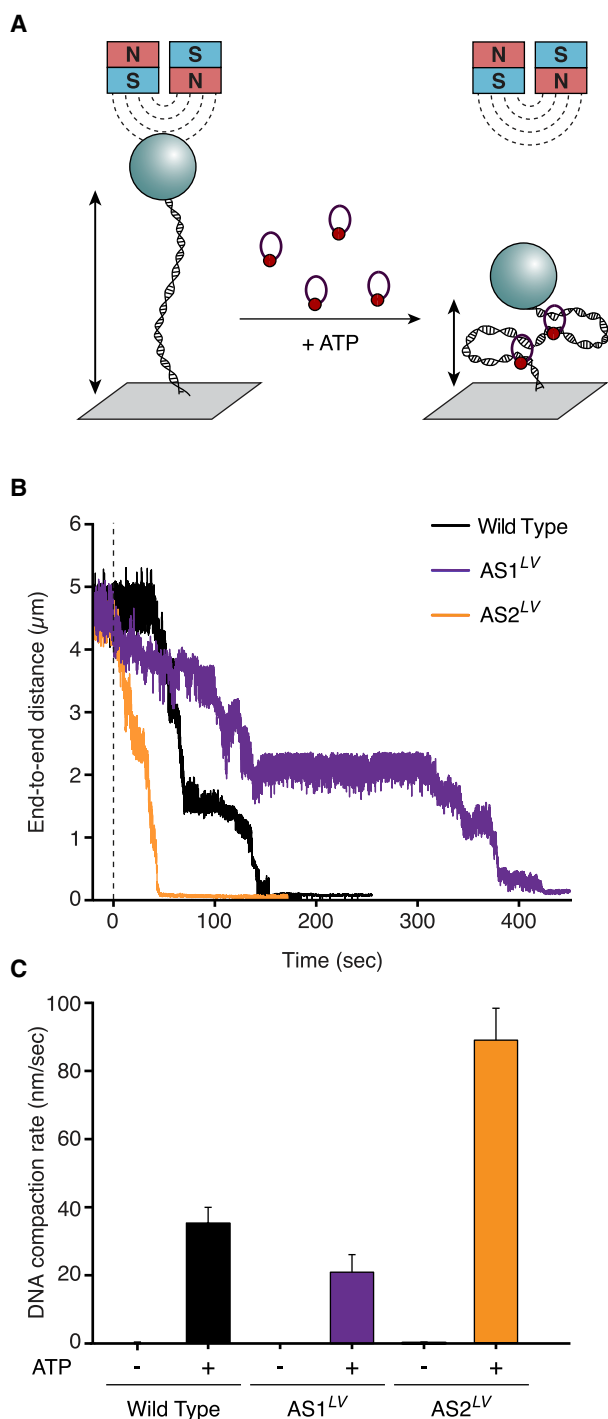 A
N S
S N
N S
S N
+ ATP
B
6
5
4
3
2
1
0
End-to-end distance (µm)
Wild Type
AS1LV
AS2LV
0 100 200 300 400
Time (sec)
C
100
80
60
40
20
0
DNA compaction rate (nm/sec)
ATP - + - + - +
Wild Type AS1LV AS2LV